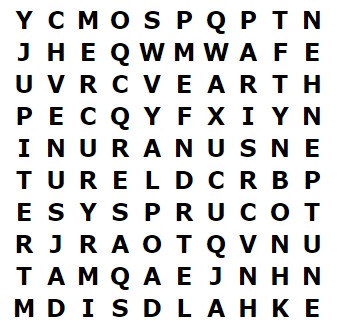 Y C M O S P Q P T N
J H E Q W M W A F E
U V R C V E A R T H
P E C Q Y F X I Y N
I N U R A N U S N E
T U R E L D C R B P
E S Y S P R U C O T
R J R A O T Q V N U
T A M Q A E J N H N
M D I S D L A H K E